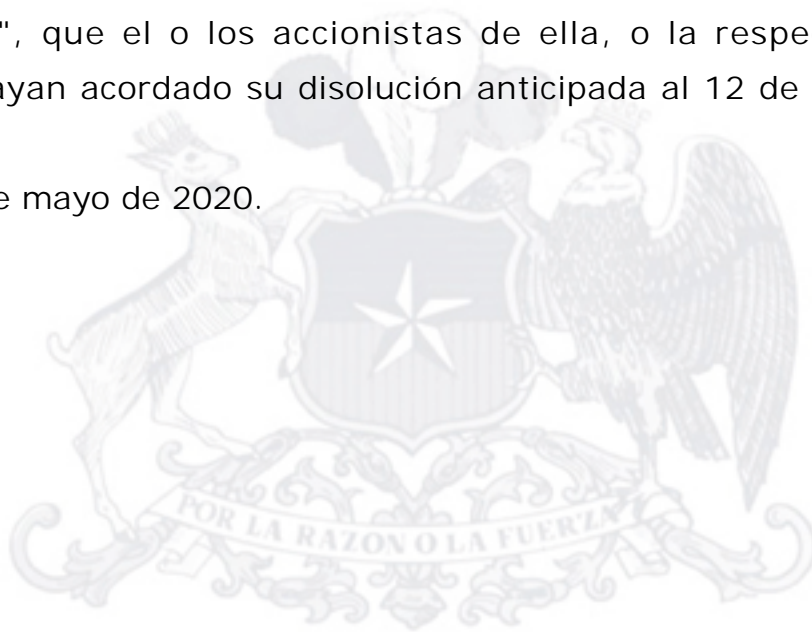 ", que el o los accionistas de ella, o la respe
ayan acordado su disolución anticipada al 12 de
e mayo de 2020.
POR LA RAZON O LA FUERZA